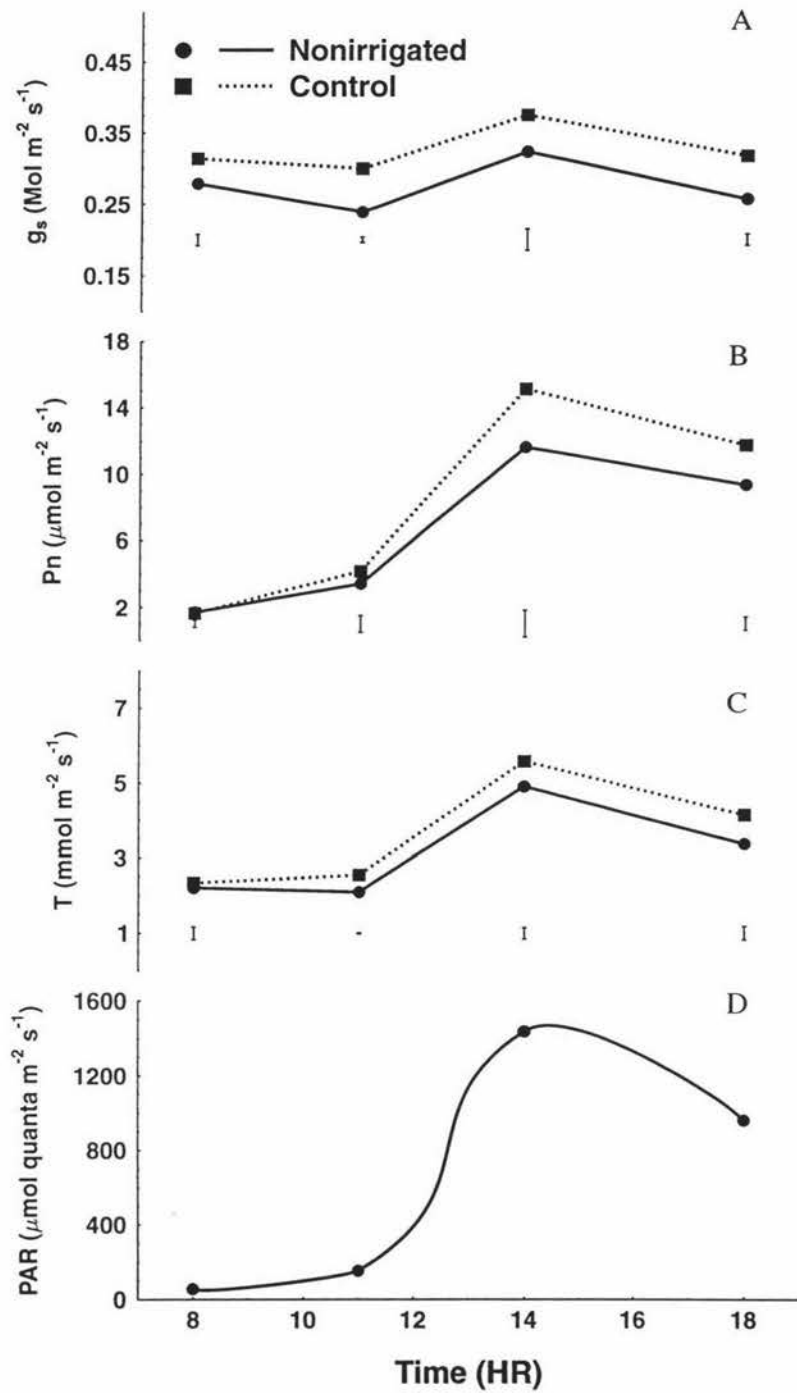 A
Nonirrigated
Control
0.45
0.35
0.25
0.15
gₛ (Mol m⁻² s⁻¹)
B
18
14
10
6
2
Pn (μmol m⁻² s⁻¹)
C
7
5
3
1
T (mmol m⁻² s⁻¹)
D
1600
1200
800
400
0
PAR (μmol quanta m⁻² s⁻¹)
8 10 12 14 16 18
Time (HR)